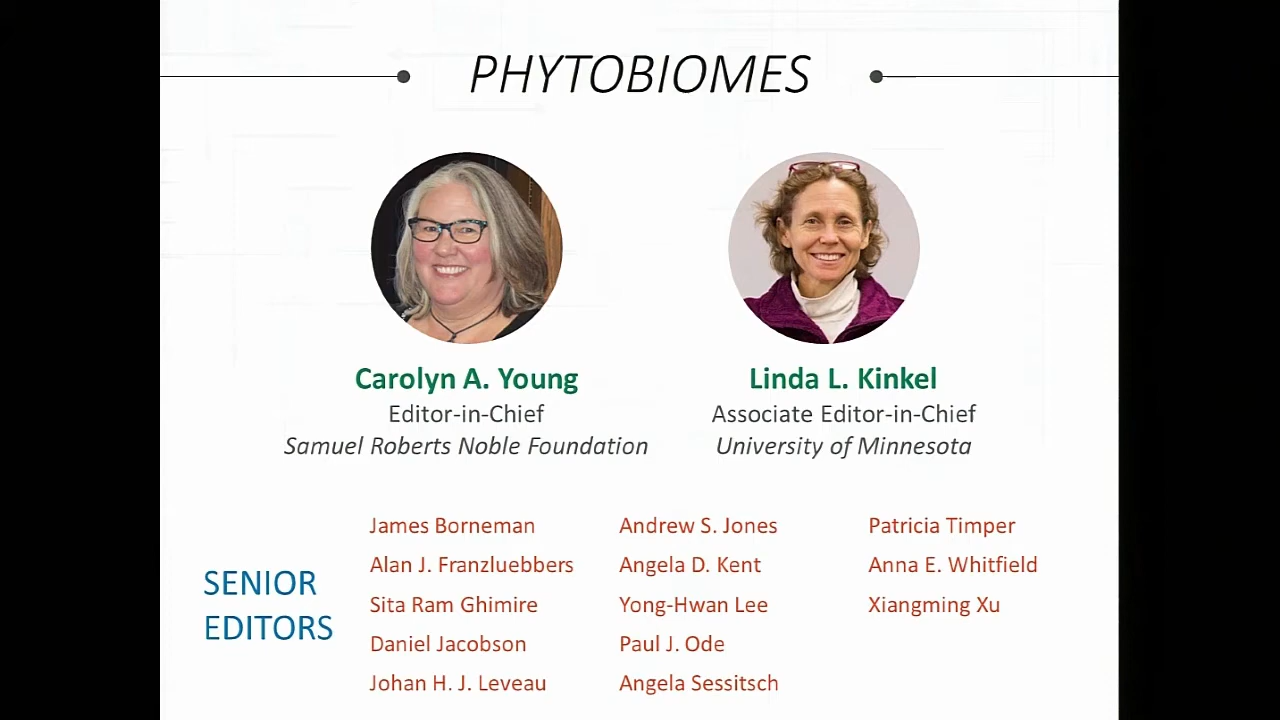 PHYTOBIOMES
Carolyn A. Young
Editor-in-Chief
Samuel Roberts Noble Foundation
Linda L. Kinkel
Associate Editor-in-Chief
University of Minnesota
SENIOR
EDITORS
James Borneman
Alan J. Franzluebbers
Sita Ram Ghimire
Daniel Jacobson
Johan H. J. Leveau
Andrew S. Jones
Angela D. Kent
Yong-Hwan Lee
Paul J. Ode
Angela Sessitsch
Patricia Timper
Anna E. Whitfield
Xiangming Xu